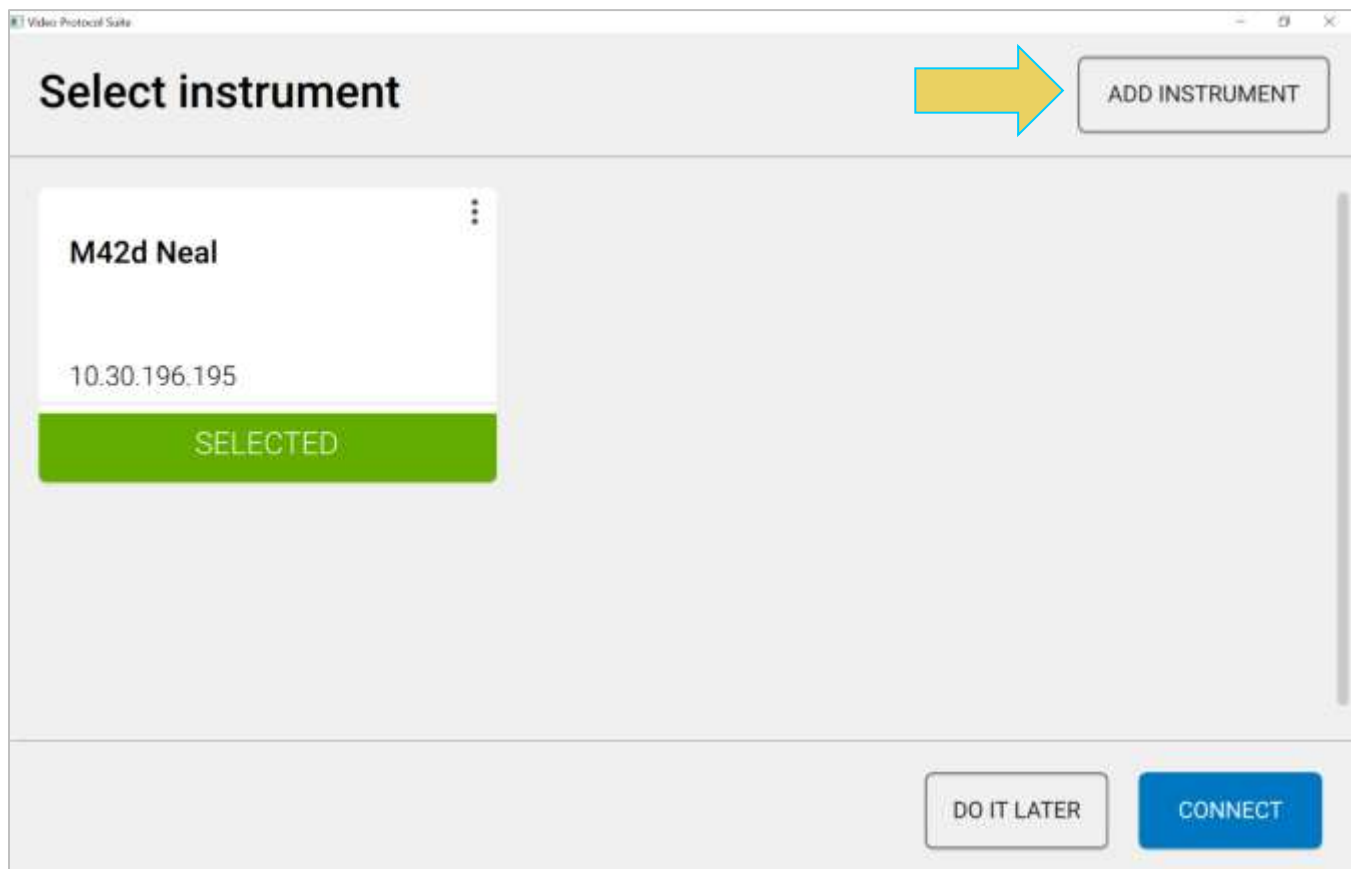 Video Protocol Suite
Select instrument
ADD INSTRUMENT
M42d Neal
10.30.196.195
SELECTED
DO IT LATER
CONNECT